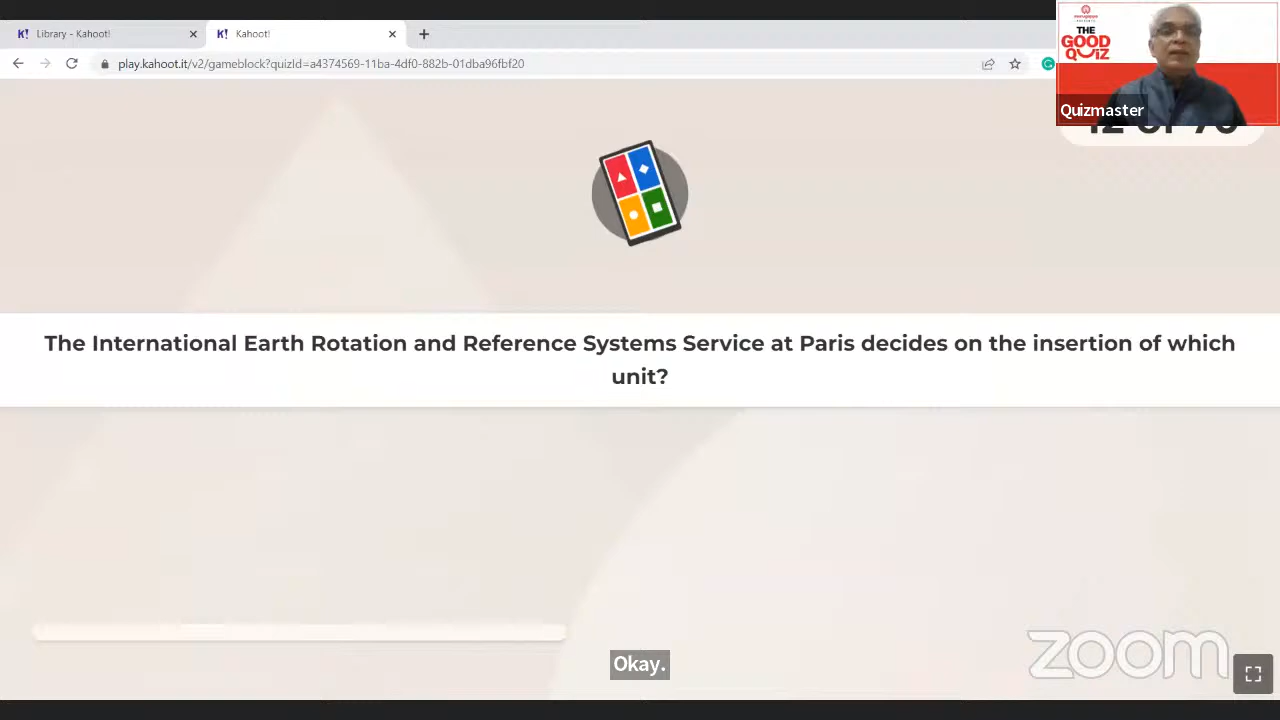 Library - Kahoot!
Kahoot!
play.kahoot.it/v2/gameblock?quizId=a4374569-11ba-4df0-882b-01dbb96fbf20
THE
GOOD
QUIZ
Quizmaster
The International Earth Rotation and Reference Systems Service at Paris decides on the insertion of which
unit?
Okay.
zoom